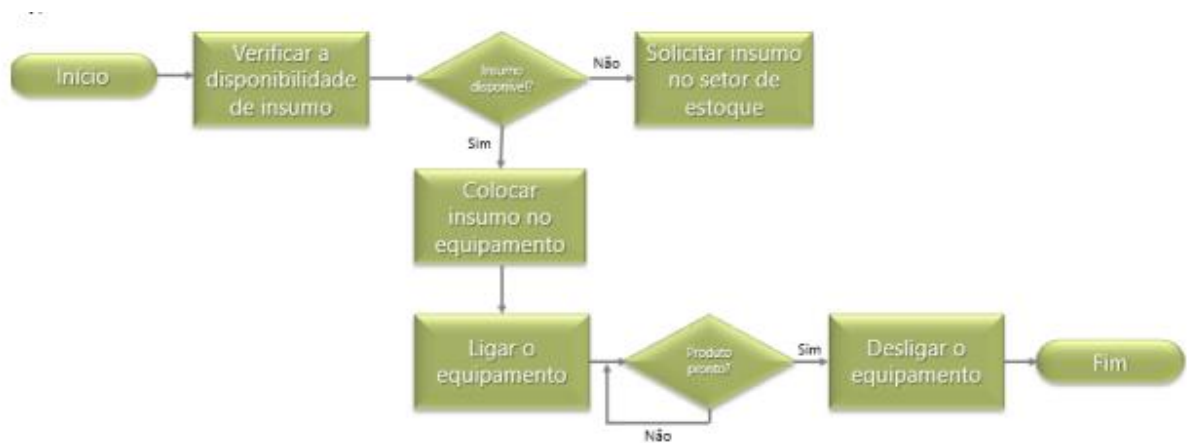 Início
Verificar a
disponibilidade
de insumo
Insumo
disponível?
Não
Solicitar insumo
no setor de
estoque
Sim
Colocar
insumo no
equipamento
Ligar o
equipamento
Produto
pronto?
Sim
Desligar o
equipamento
Fim
Não